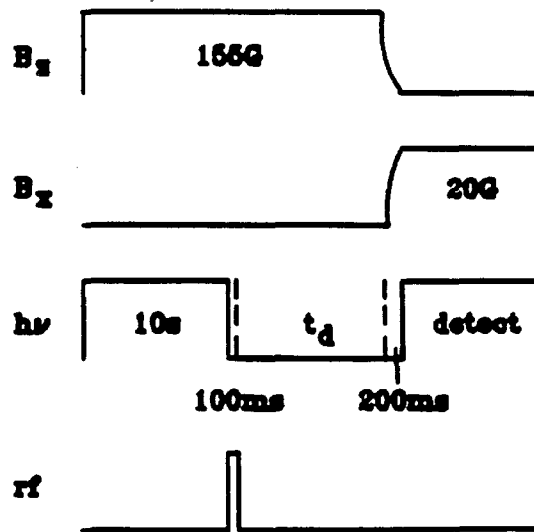 B_z 155G
B_x 20G
hν 10s t_d detect
100ms 200ms
rf